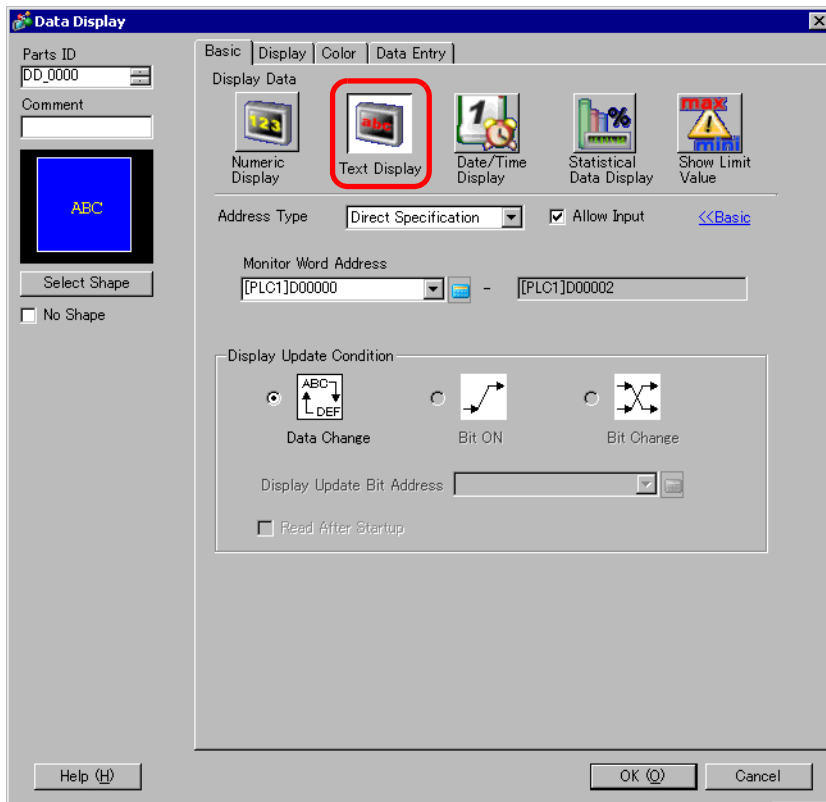 Data Display
Parts ID
DD_0000
Comment
ABC
Select Shape
No Shape
Basic Display Color Data Entry
Display Data
123 abc 1 % max mini
Numeric Display
Text Display
Date/Time Display
Statistical Data Display
Show Limit Value
Address Type Direct Specification Allow Input <<Basic
Monitor Word Address
[PLC1]D00000 - [PLC1]D00002
Display Update Condition
ABC
DEF
Data Change Bit ON Bit Change
Display Update Bit Address
Read After Startup
Help (H) OK (O) Cancel